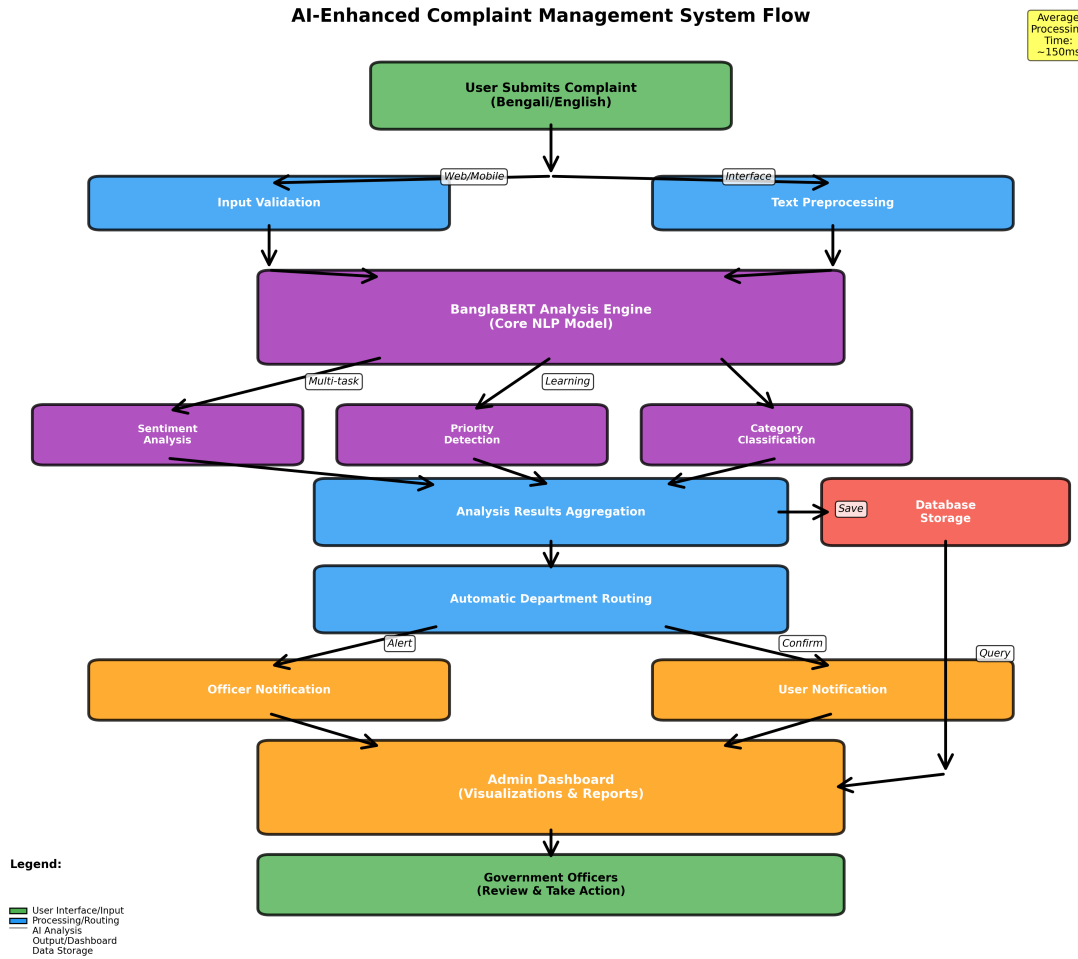 AI-Enhanced Complaint Management System Flow
Average
Processin
Time:
~150ms
User Submits Complaint
(Bengali/English)
Web/Mobile
Interface
Input Validation
Text Preprocessing
BanglaBERT Analysis Engine
(Core NLP Model)
Multi-task
Learning
Sentiment
Analysis
Priority
Detection
Category
Classification
Analysis Results Aggregation
Save
Database
Storage
Automatic Department Routing
Alert
Confirm
Query
Officer Notification
User Notification
Admin Dashboard
(Visualizations & Reports)
Government Officers
(Review & Take Action)
Legend:
User Interface/Input
Processing/Routing
AI Analysis
Output/Dashboard
Data Storage